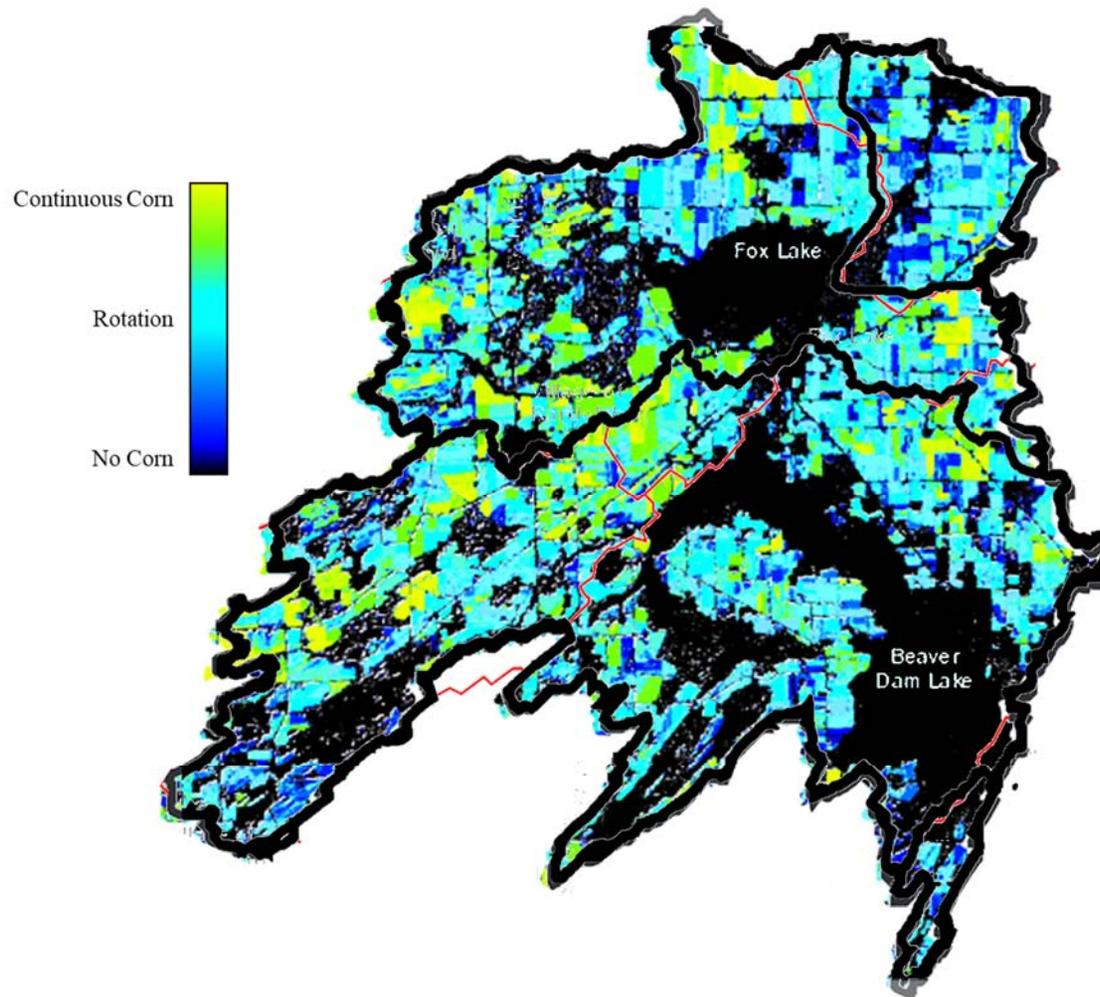 Continuous Corn
Rotation
No Corn
Fox Lake
Beaver
Dam Lake